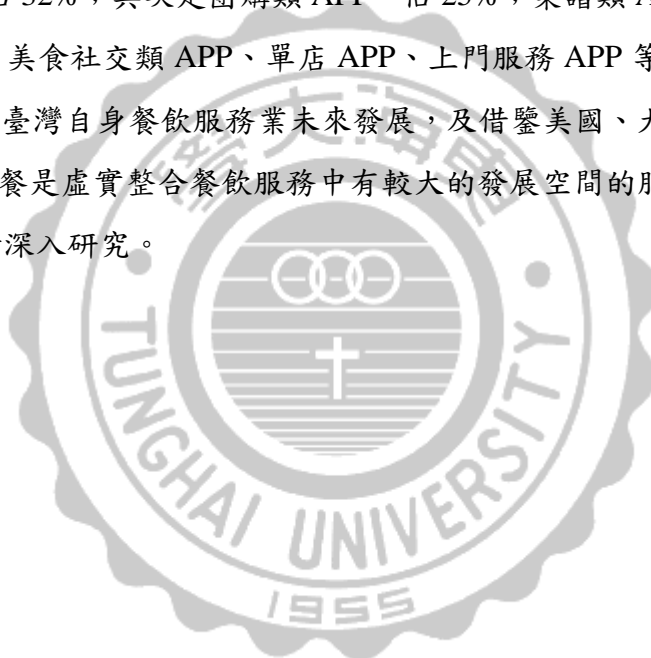 32%，其次是團購類 APP 佔 25%，菜譜類 A
美食社交類 APP、單店 APP、上門服務 APP 等
臺灣自身餐飲服務業未來發展，及借鑒美國、
餐是虛實整合餐飲服務中有較大的發展空間的
深入研究。
學大海東
TUNGHAI UNIVERSITY
1955